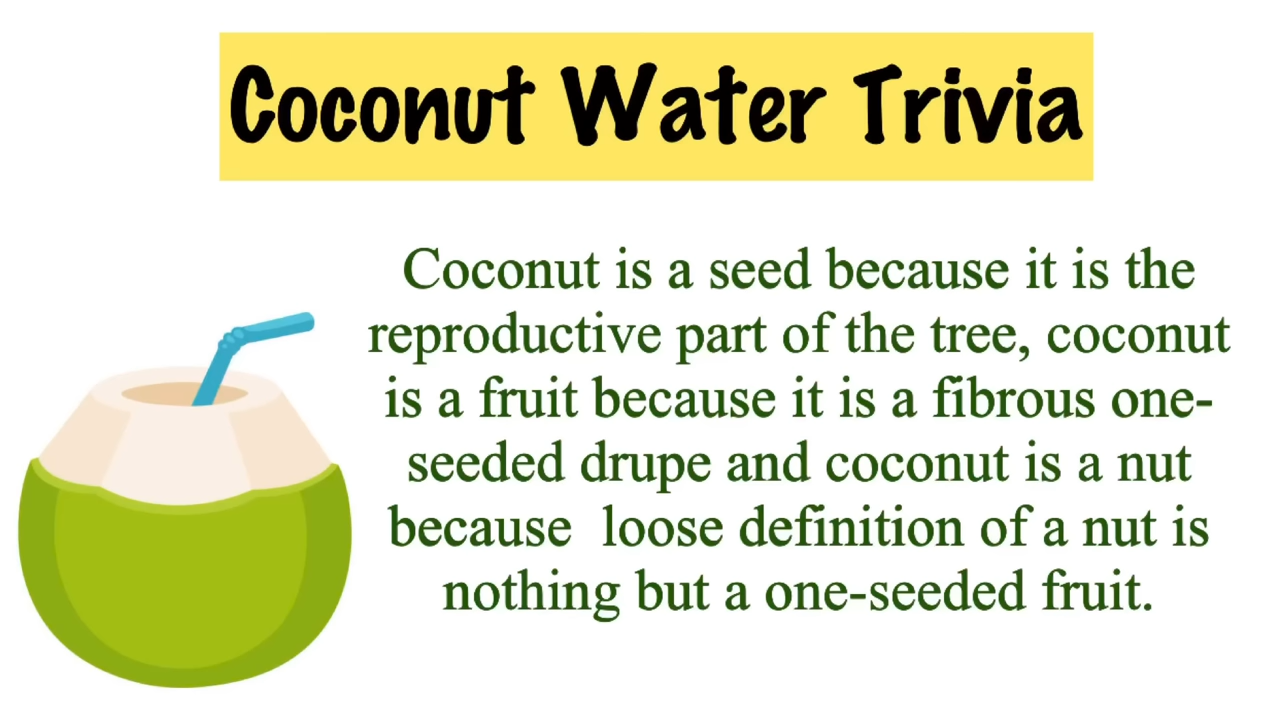 Coconut Water Trivia
Coconut is a seed because it is the
reproductive part of the tree, coconut
is a fruit because it is a fibrous one-
seeded drupe and coconut is a nut
because  loose definition of a nut is
nothing but a one-seeded fruit.